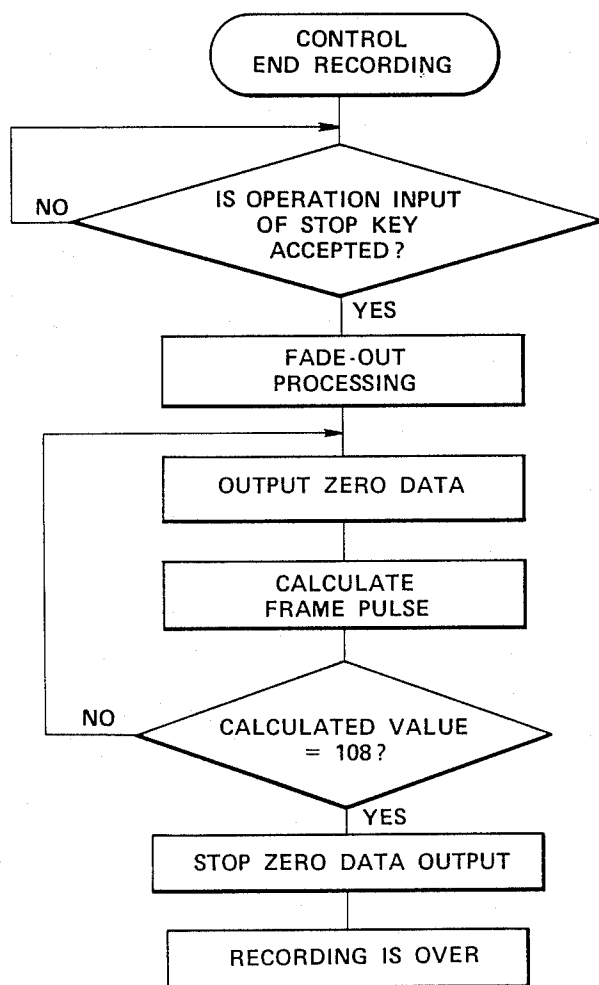 CONTROL
END RECORDING
NO
IS OPERATION INPUT
OF STOP KEY
ACCEPTED?
YES
FADE-OUT
PROCESSING
OUTPUT ZERO DATA
CALCULATE
FRAME PULSE
NO
CALCULATED VALUE
= 108?
YES
STOP ZERO DATA OUTPUT
RECORDING IS OVER